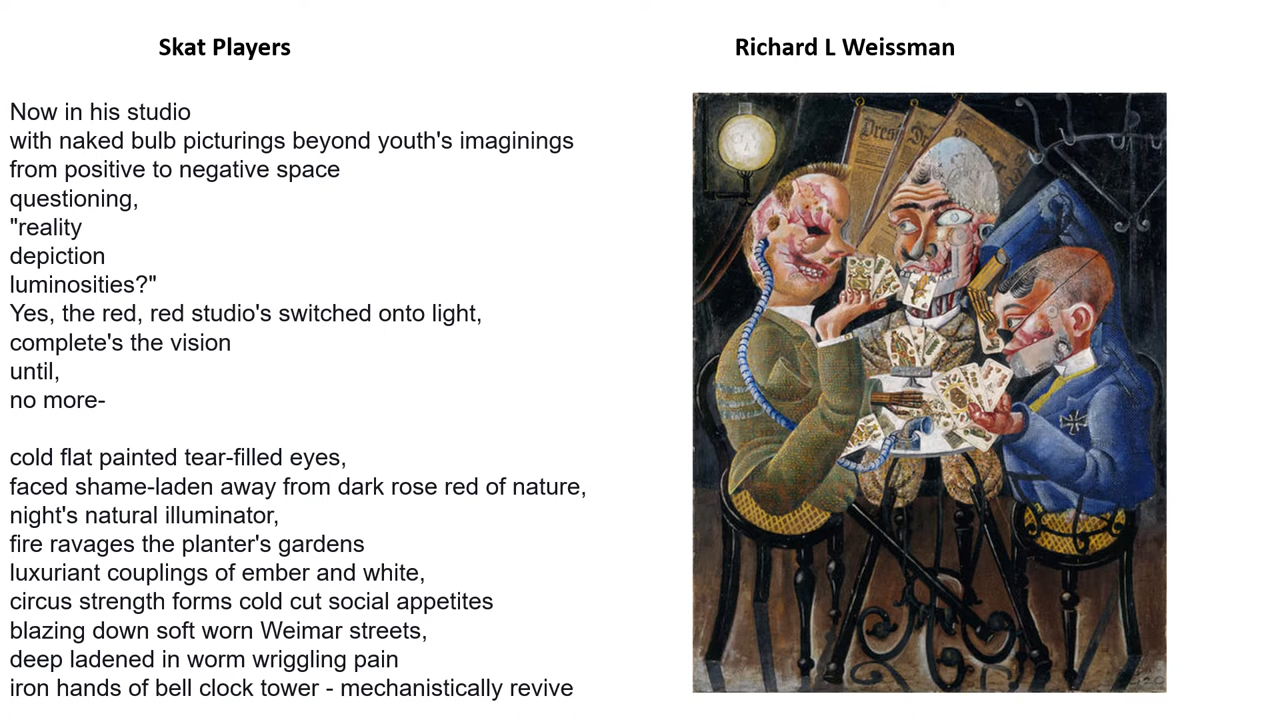 Skat Players
Richard L Weissman
Now in his studio
with naked bulb picturings beyond youth's imaginings
from positive to negative space
questioning,
"reality
depiction
luminosities?"
Yes, the red, red studio's switched onto light,
complete's the vision
until,
no more-
cold flat painted tear-filled eyes,
faced shame-laden away from dark rose red of nature,
night's natural illuminator,
fire ravages the planter's gardens
luxuriant couplings of ember and white,
circus strength forms cold cut social appetites
blazing down soft worn Weimar streets,
deep ladened in worm wriggling pain
iron hands of bell clock tower - mechanistically revive